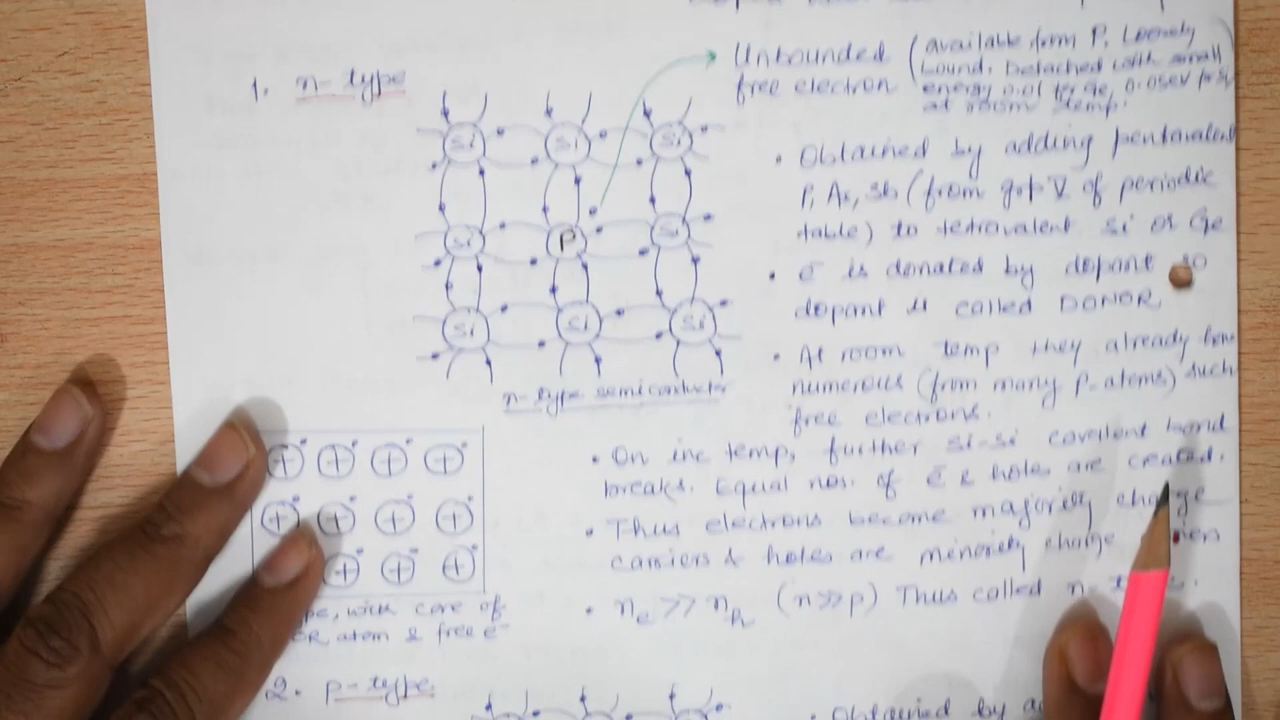 1. n-type
Unbounded
free electron
(available from P, Loosely
bound. Detached with small
energy 0.01 for Ge, 0.05eV for Si
at room temp.
Si Si Si
Si P Si
Si Si Si
n-type semiconductor
• Obtained by adding pentavalent
P, As, Sb (from grp V of periodic
table) to tetravalent Si or Ge
• e⁻ is donated by dopant so
dopant is called DONOR
• At room temp they already have
numerous (from many P-atoms) such
free electrons.
• On inc temp, further Si-Si covalent bond
breaks. Equal nos. of e⁻ & holes are created.
• Thus electrons become majority charge
carriers & holes are minority charge
• nₑ >> nₕ (n>>p) Thus called n-
+ + + +
+ + + +
+ + +
with core of
atom & free e⁻
2. p-type
• Obtained by